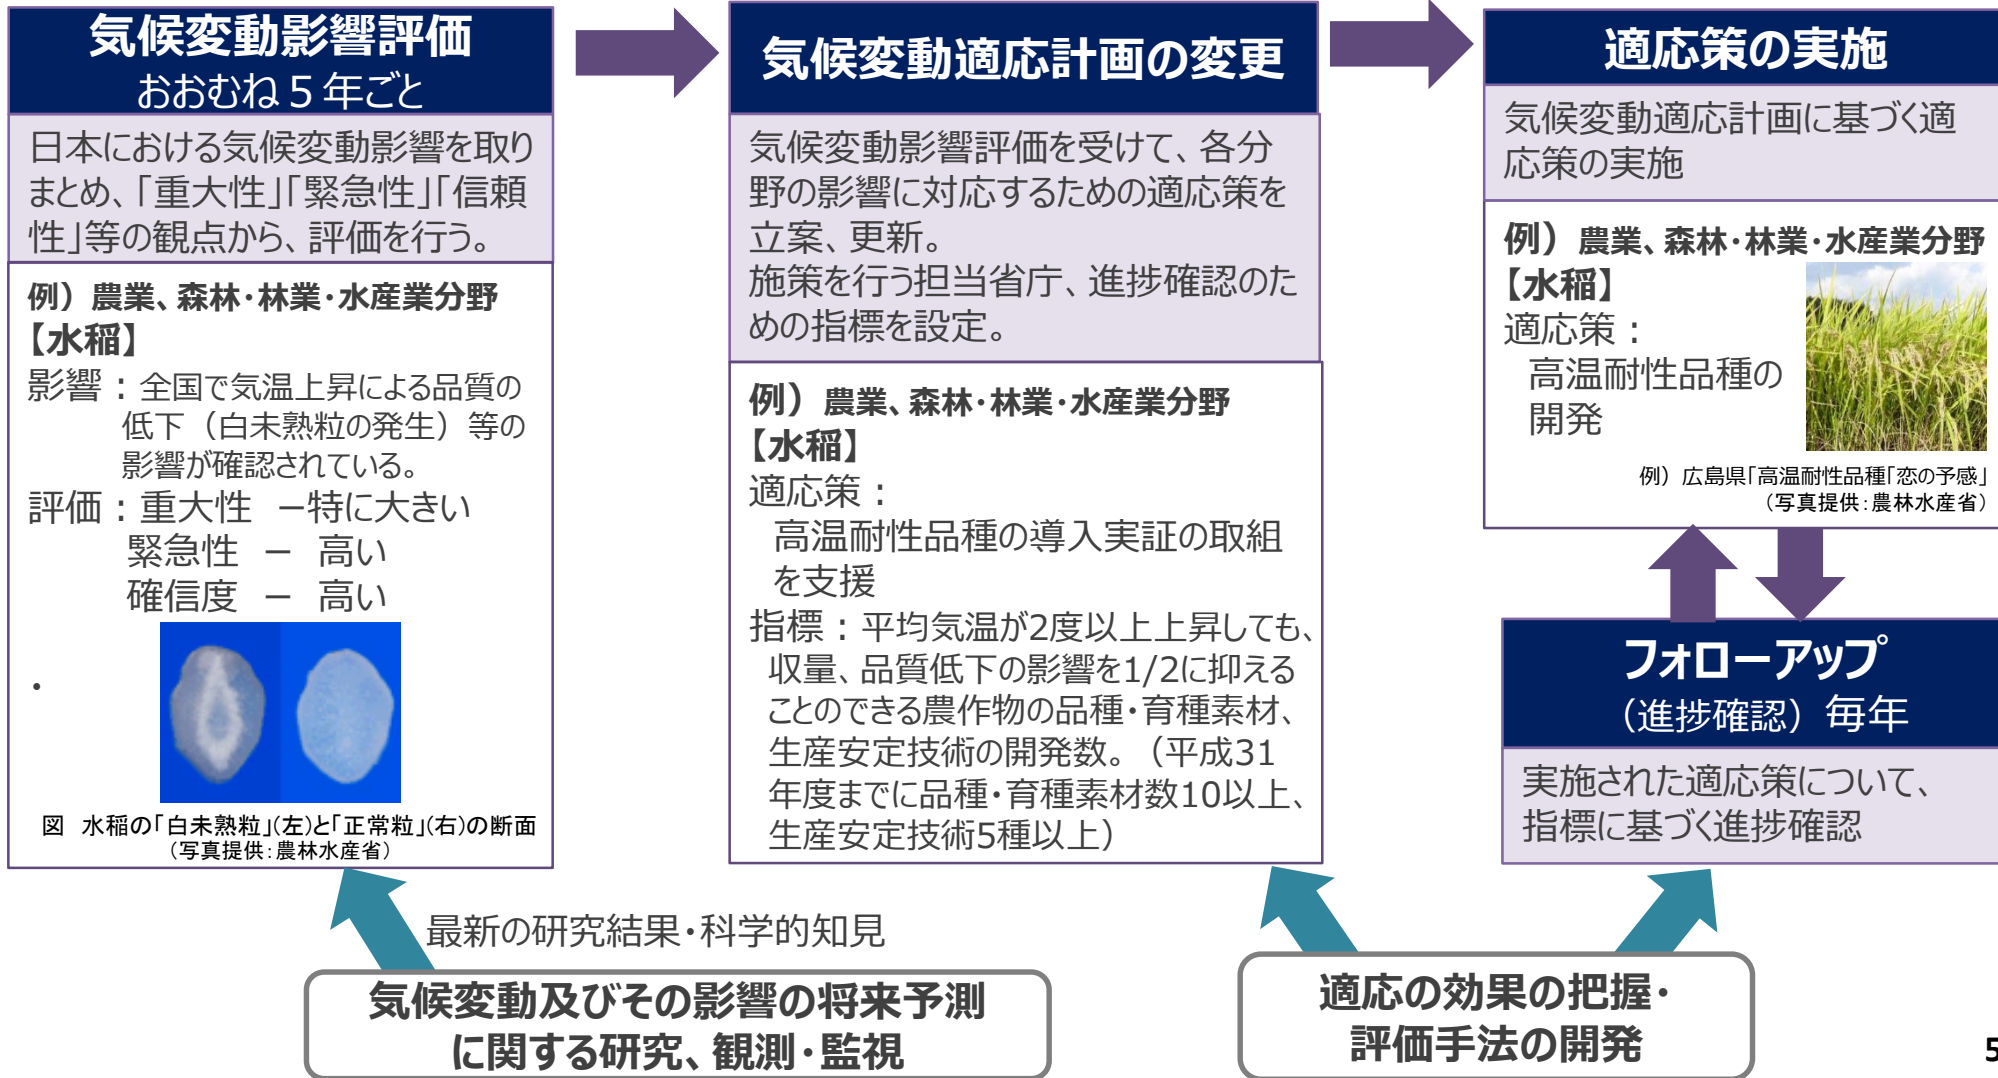 気候変動影響評価
おおむね５年ごと
日本における気候変動影響を取り
まとめ、「重大性」「緊急性」「信頼
性」等の観点から、評価を行う。
例）農業、森林・林業・水産業分野
【水稲】
影響：全国で気温上昇による品質の
低下（白未熟粒の発生）等の
影響が確認されている。
評価：重大性　－特に大きい
緊急性　－　高い
確信度　－　高い
・
図　水稲の「白未熟粒」(左)と「正常粒」(右)の断面
（写真提供：農林水産省）
気候変動適応計画の変更
気候変動影響評価を受けて、各分
野の影響に対応するための適応策を
立案、更新。
施策を行う担当省庁、進捗確認のた
めの指標を設定。
例）農業、森林・林業・水産業分野
【水稲】
適応策：
高温耐性品種の導入実証の取組
を支援
指標：平均気温が2度以上上昇しても、
収量、品質低下の影響を1/2に抑える
ことのできる農作物の品種・育種素材、
生産安定技術の開発数。（平成31
年度までに品種・育種素材数10以上、
生産安定技術5種以上）
適応策の実施
気候変動適応計画に基づく適
応策の実施
例）農業、森林・林業・水産業分野
【水稲】
適応策：
高温耐性品種の
開発
例）広島県「高温耐性品種「恋の予感」
（写真提供：農林水産省）
フォローアップ
（進捗確認）毎年
実施された適応策について、
指標に基づく進捗確認
最新の研究結果・科学的知見
気候変動及びその影響の将来予測
に関する研究、観測・監視
適応の効果の把握・
評価手法の開発
5